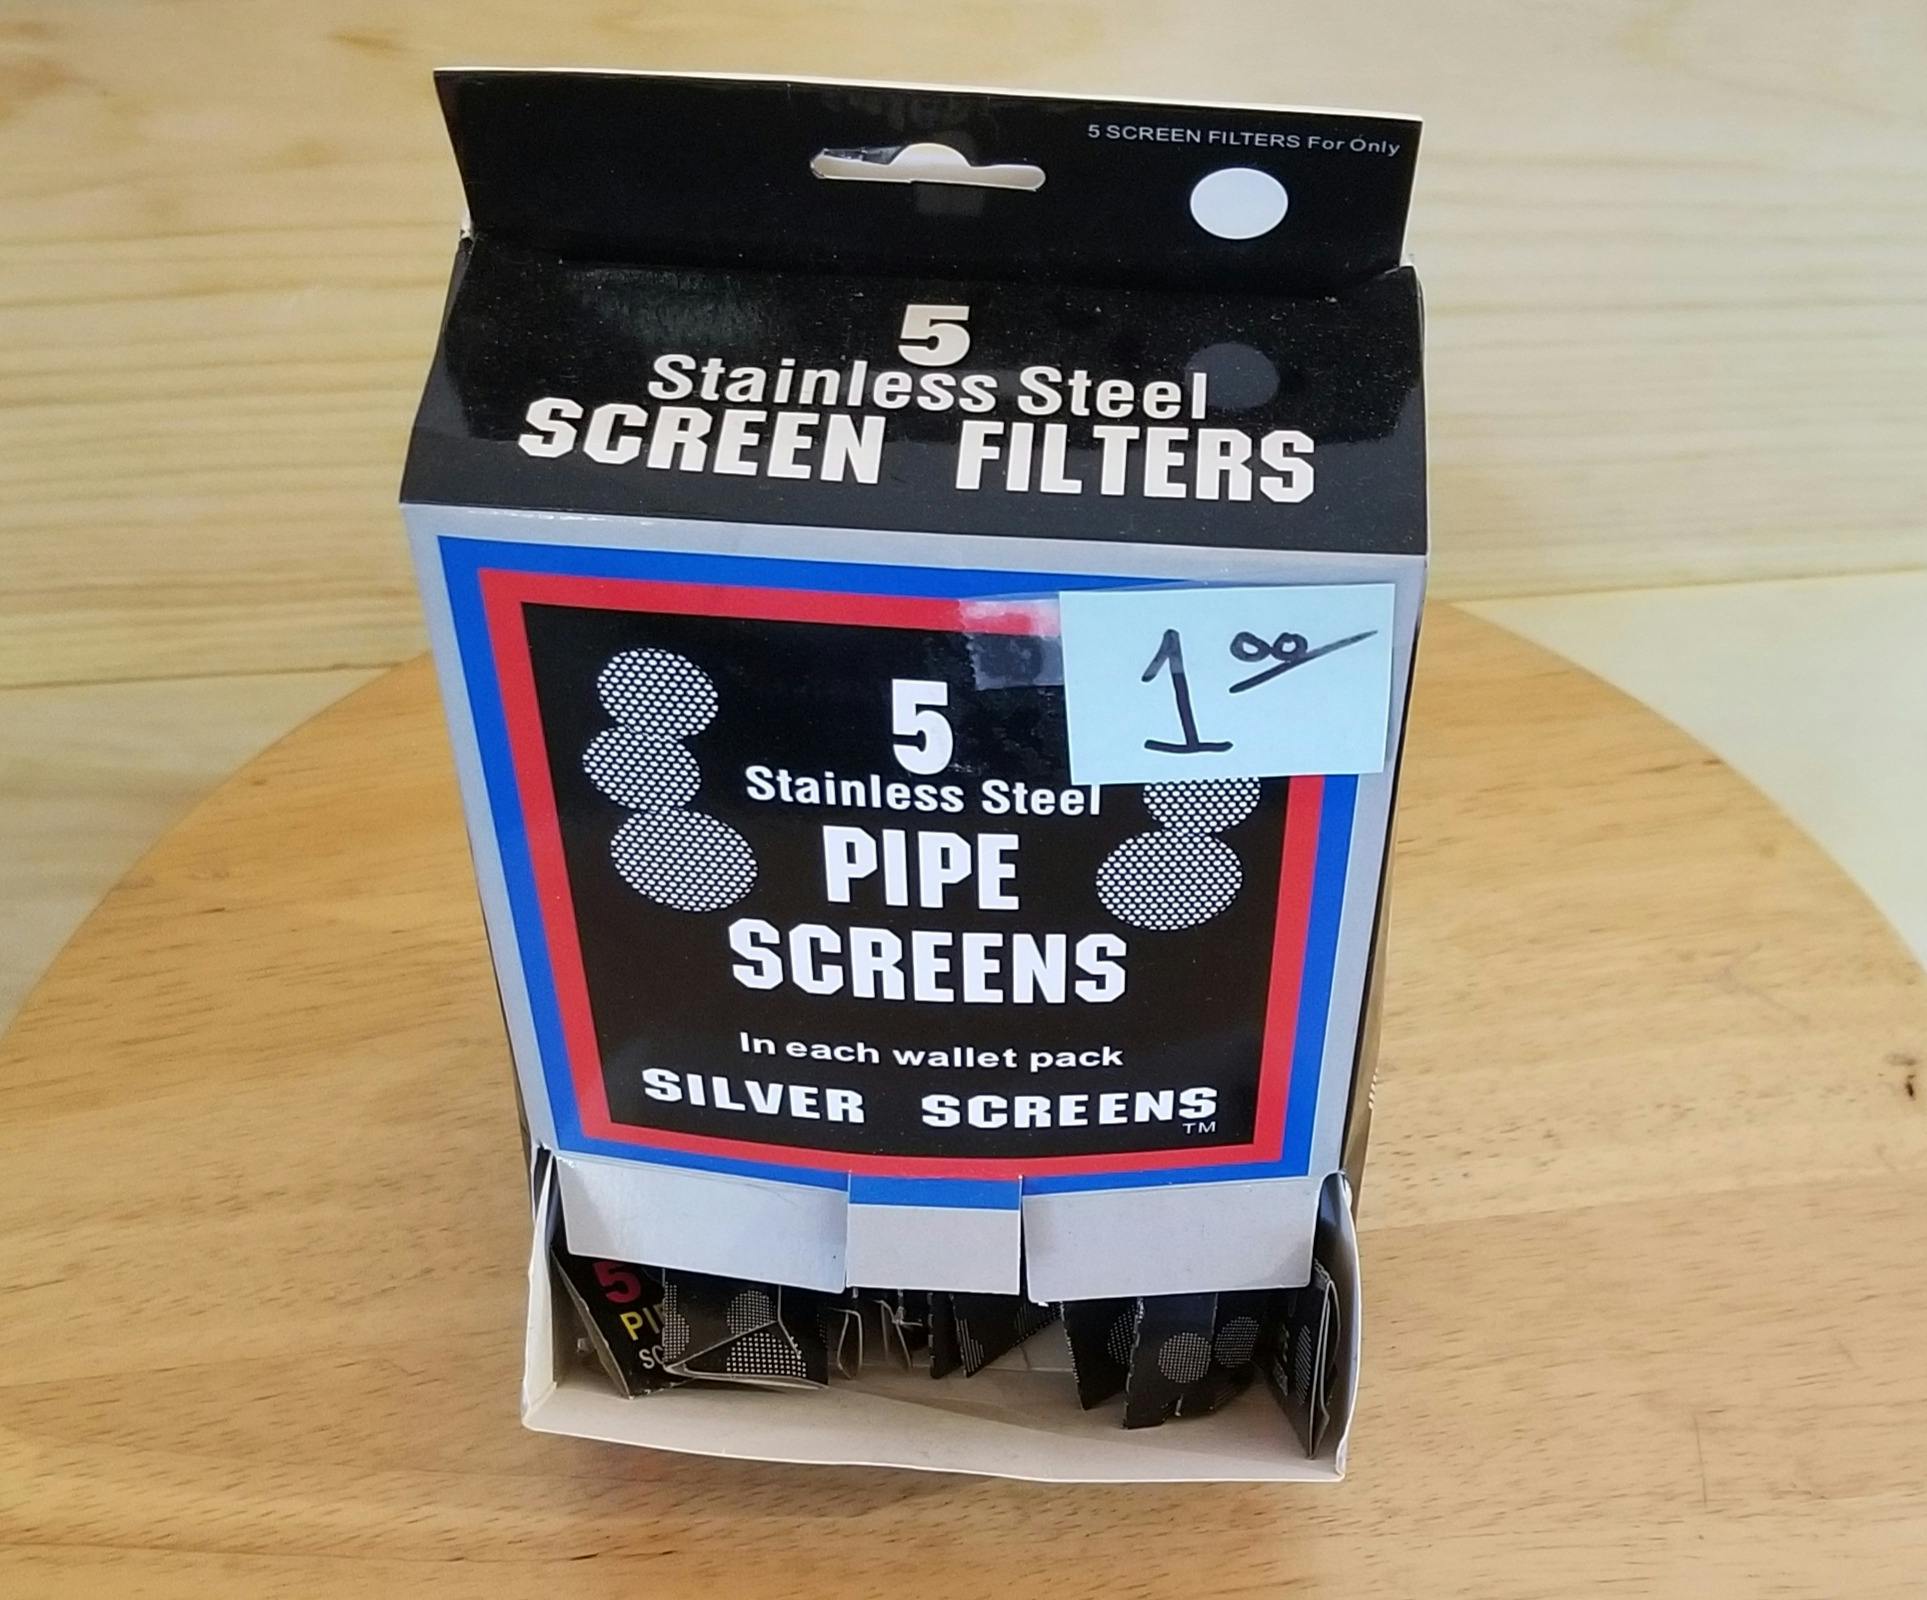 5 SCREEN FILTERS For Only
5
Stainless Steel
SCREEN FILTERS
1 00
5
Stainless Steel
PIPE
SCREENS
In each wallet pack
SILVER SCREENS
TM
5